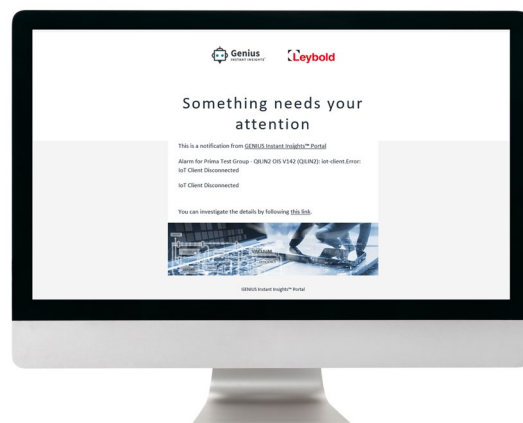 Genius
INSTANT INSIGHTS™
Leybold
Something needs your
attention
This is a notification from GENIUS Instant Insights™ Portal
Alarm for Prima Test Group - QILIN2 OIS V142 (QILIN2): iot-client.Error:
IoT Client Disconnected
IoT Client Disconnected
You can investigate the details by following this link.
VACUUM
GENIUS Instant Insights™ Portal